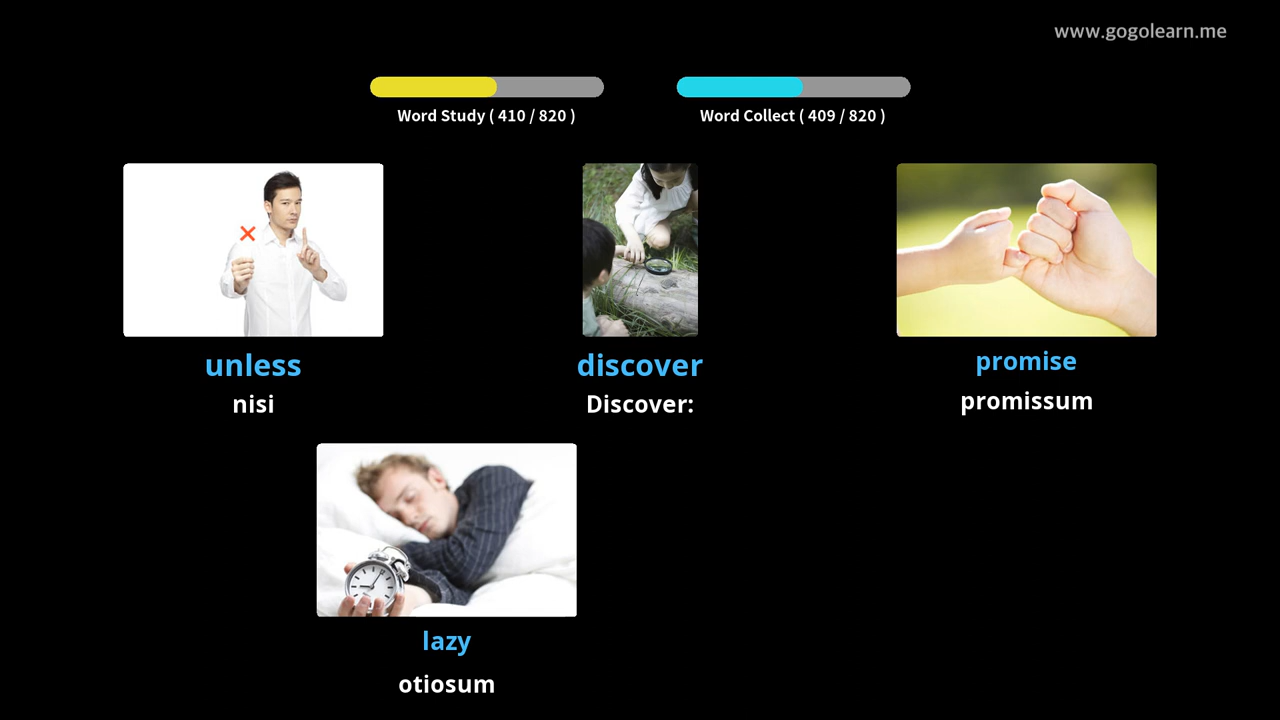 www.gogolearn.me
Word Study ( 410 / 820 )
Word Collect ( 409 / 820 )
unless
nisi
discover
Discover:
promise
promissum
lazy
otiosum